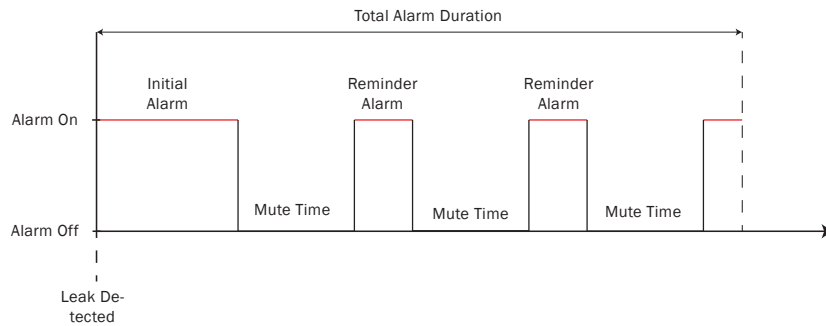 Total Alarm Duration
Initial
Alarm
Reminder
Alarm
Reminder
Alarm
Alarm On
Mute Time
Mute Time
Mute Time
Alarm Off
Leak De-
tected